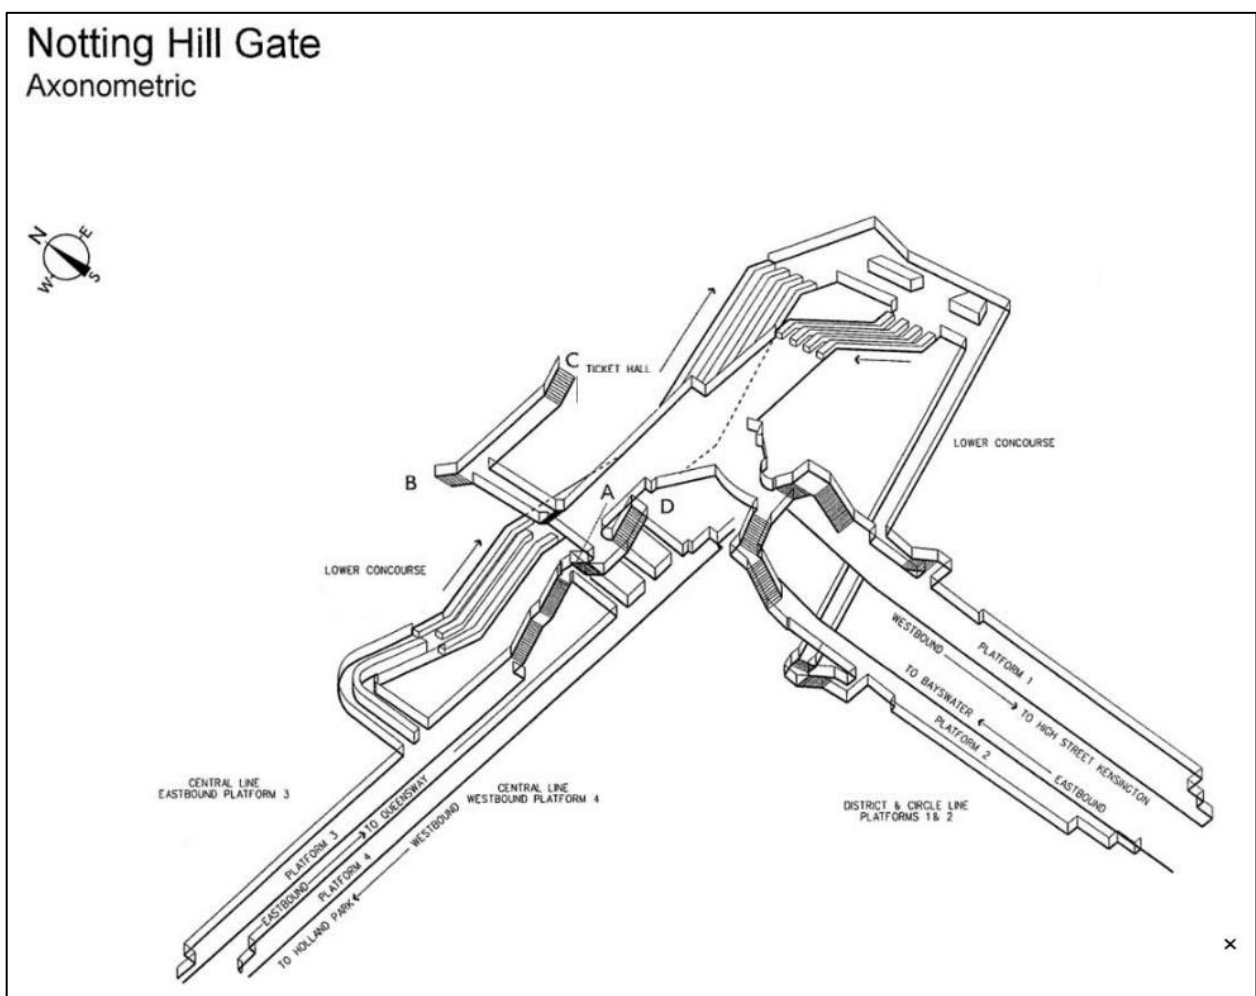 Notting Hill Gate
Axonometric
N
E
W
S
C
TICKET HALL
B
A
D
LOWER CONCOURSE
LOWER CONCOURSE
PLATFORM 1
WESTBOUND
TO HIGH STREET KENSINGTON
TO BAYSWATER
EASTBOUND
PLATFORM 2
CENTRAL LINE
EASTBOUND PLATFORM 3
CENTRAL LINE
WESTBOUND PLATFORM 4
DISTRICT & CIRCLE LINE
PLATFORMS 1& 2
PLATFORM 3
EASTBOUND
TO QUEENSWAY
PLATFORM 4
WESTBOUND
TO HOLLAND PARK
×